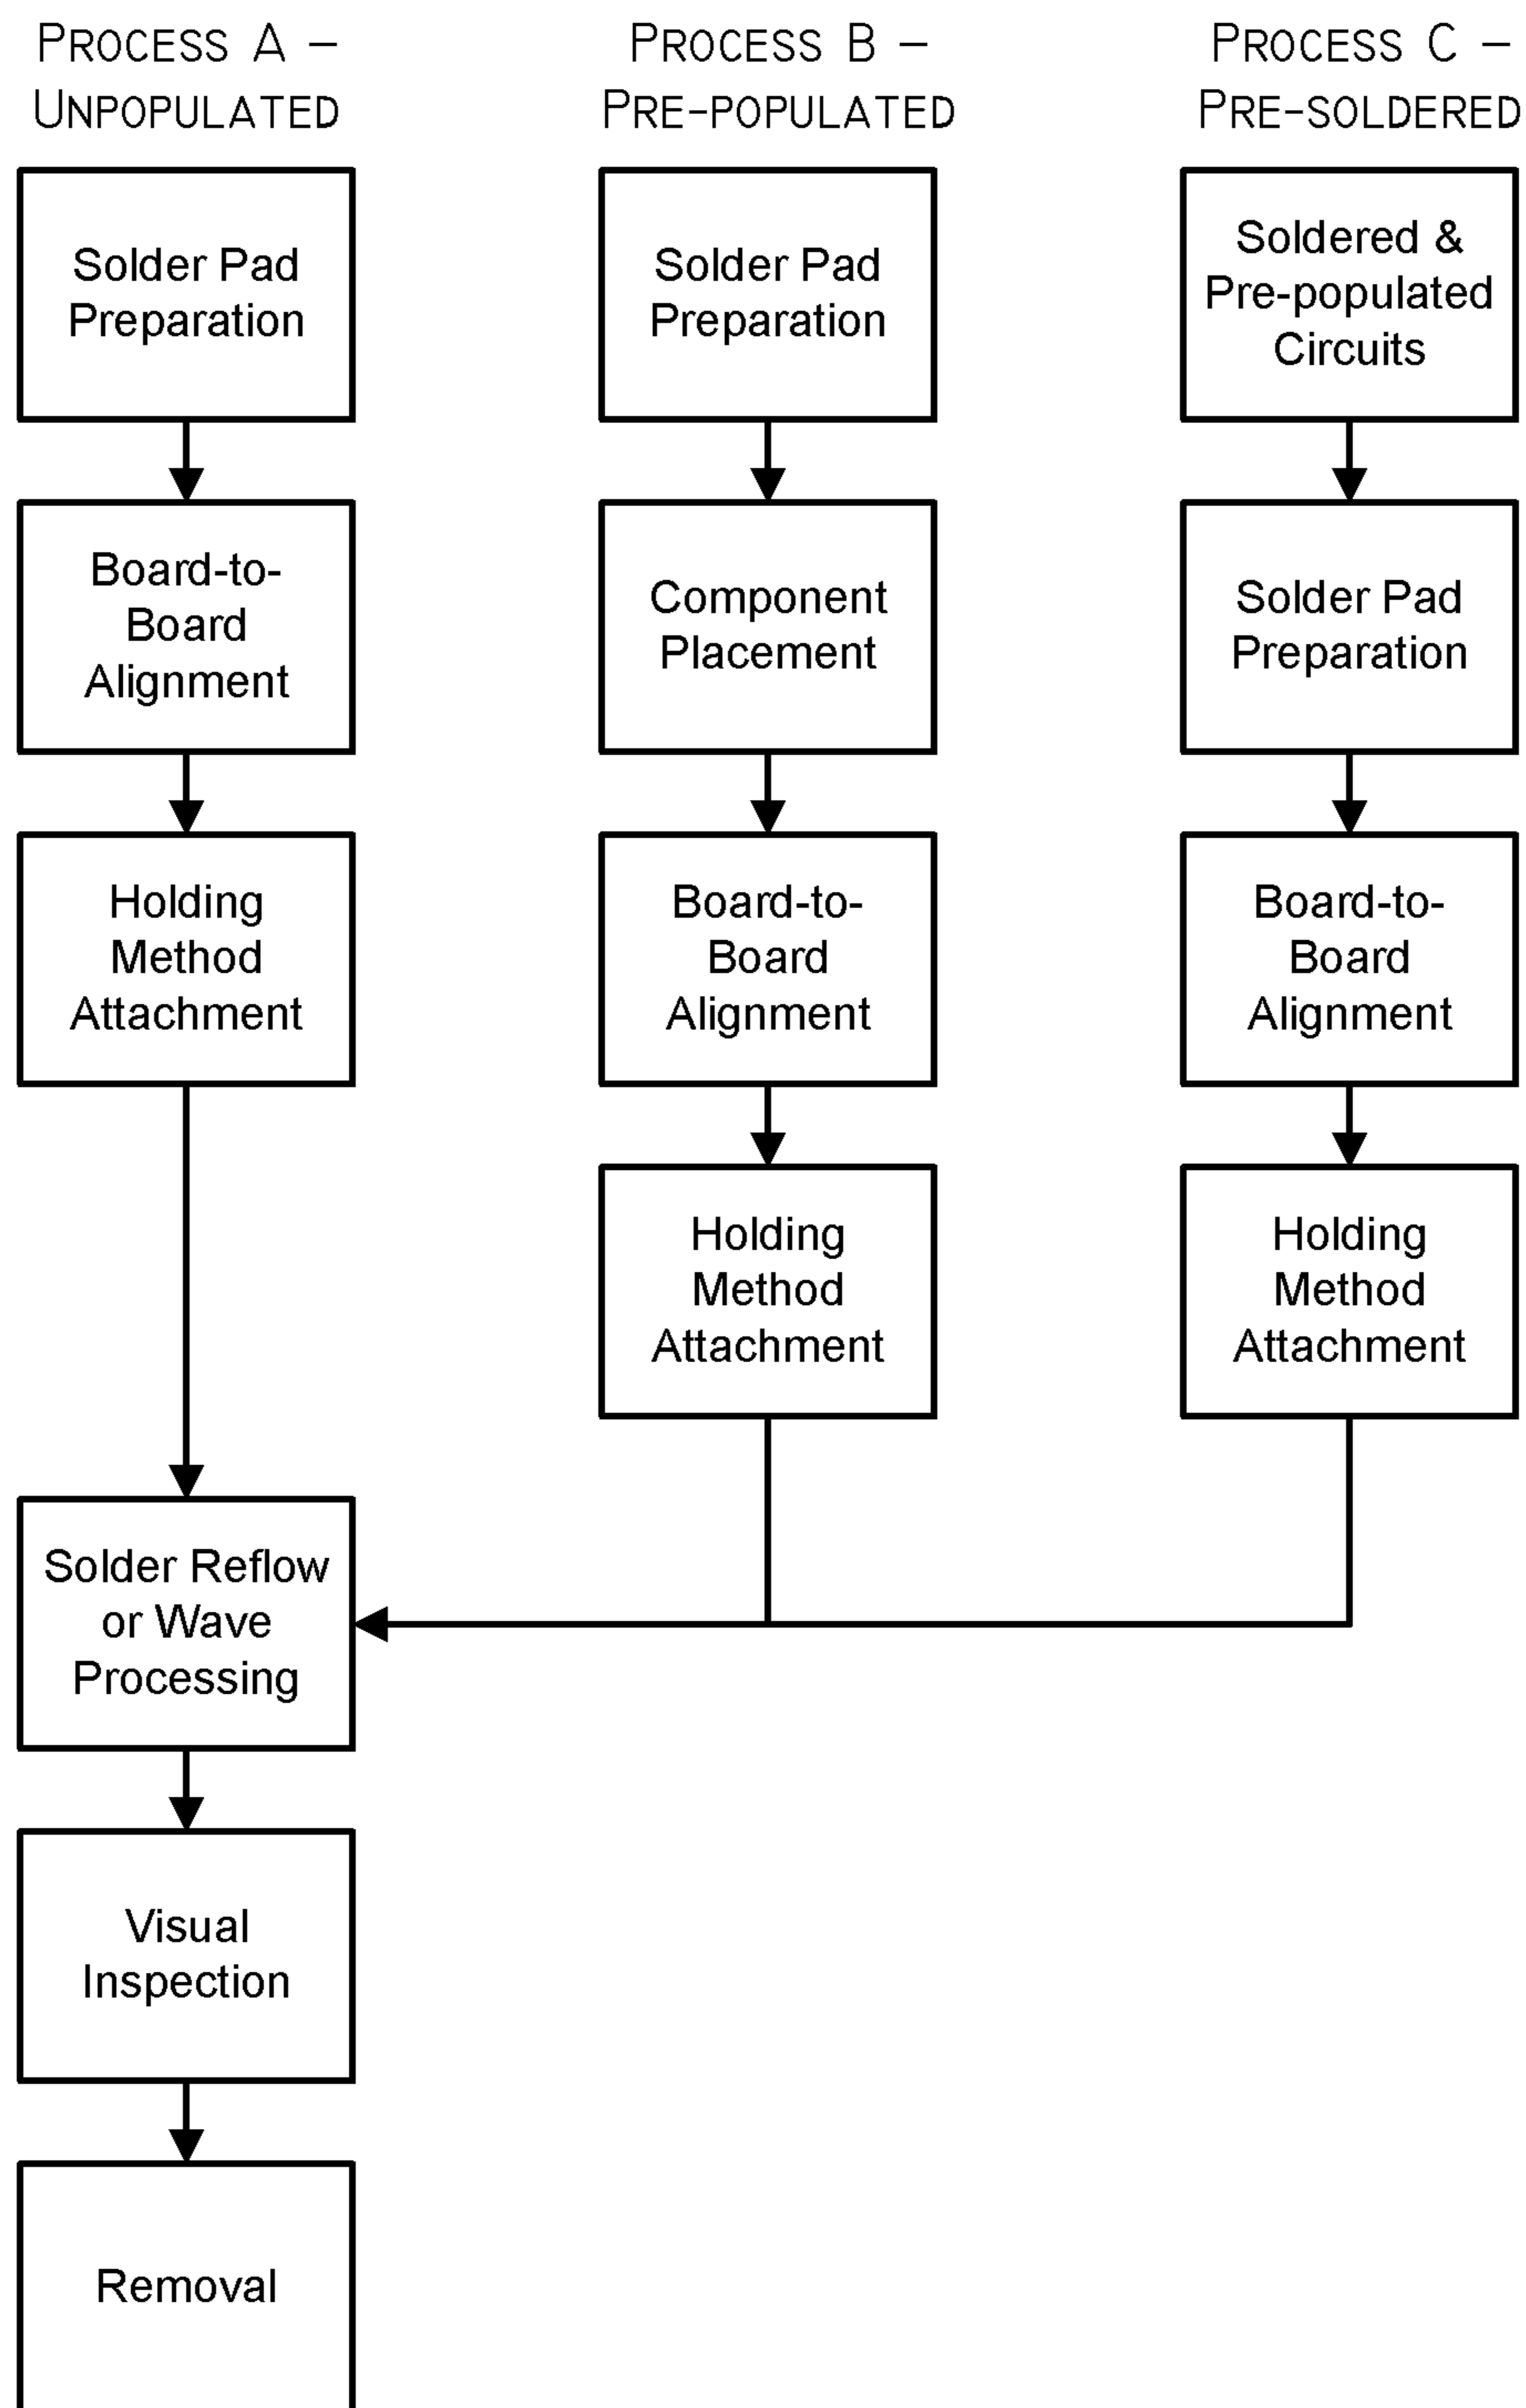 PROCESS A –
UNPOPULATED
Solder Pad
Preparation
Board-to-
Board
Alignment
Holding
Method
Attachment
Solder Reflow
or Wave
Processing
Visual
Inspection
Removal
PROCESS B –
PRE-POPULATED
Solder Pad
Preparation
Component
Placement
Board-to-
Board
Alignment
Holding
Method
Attachment
PROCESS C –
PRE-SOLDERED
Soldered &
Pre-populated
Circuits
Solder Pad
Preparation
Board-to-
Board
Alignment
Holding
Method
Attachment